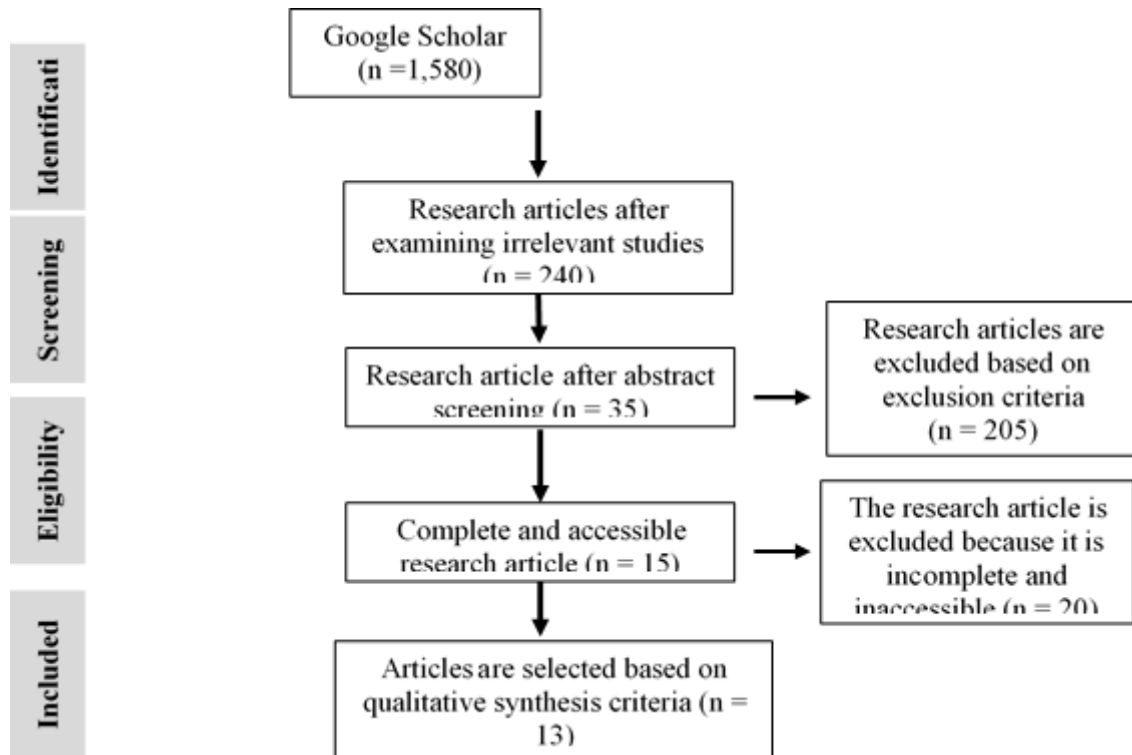 Google Scholar
(n =1,580)
Identificati
Research articles after
examining irrelevant studies
(n = 240)
Screening
Research articles are
excluded based on
exclusion criteria
(n = 205)
Research article after abstract
screening (n = 35)
Eligibility
Complete and accessible
research article (n = 15)
The research article is
excluded because it is
incomplete and
inaccessible (n = 20)
Included
Articles are selected based on
qualitative synthesis criteria (n =
13)